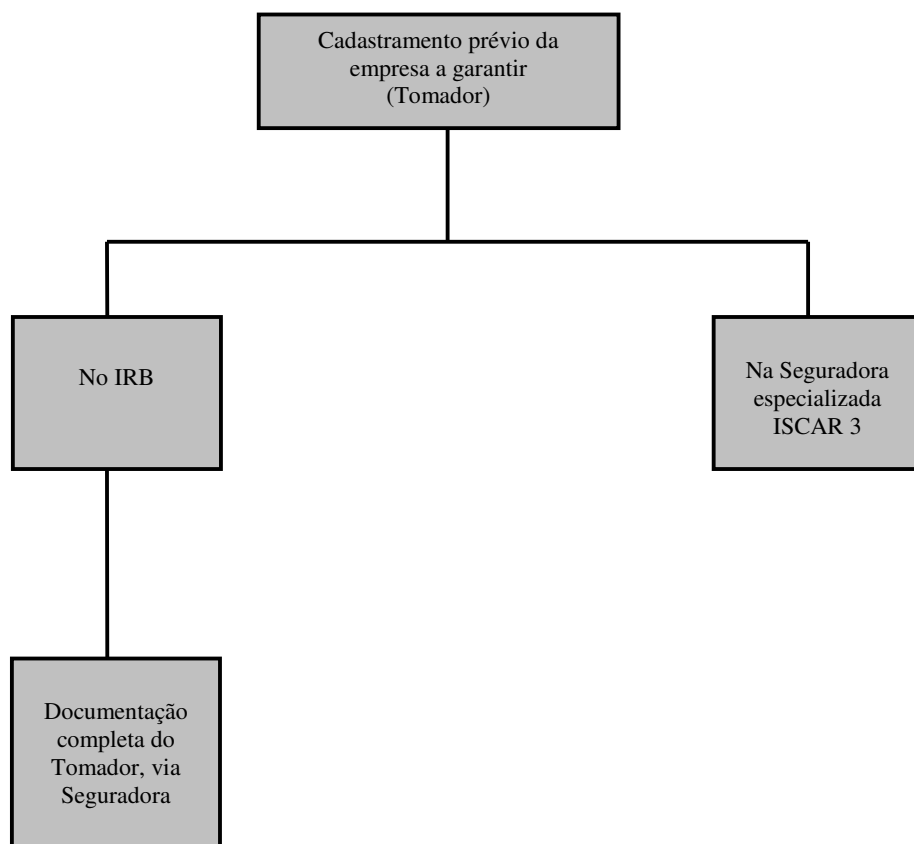 Cadastramento prévio da
empresa a garantir
(Tomador)
No IRB
Na Seguradora
especializada
ISCAR 3
Documentação
completa do
Tomador, via
Seguradora